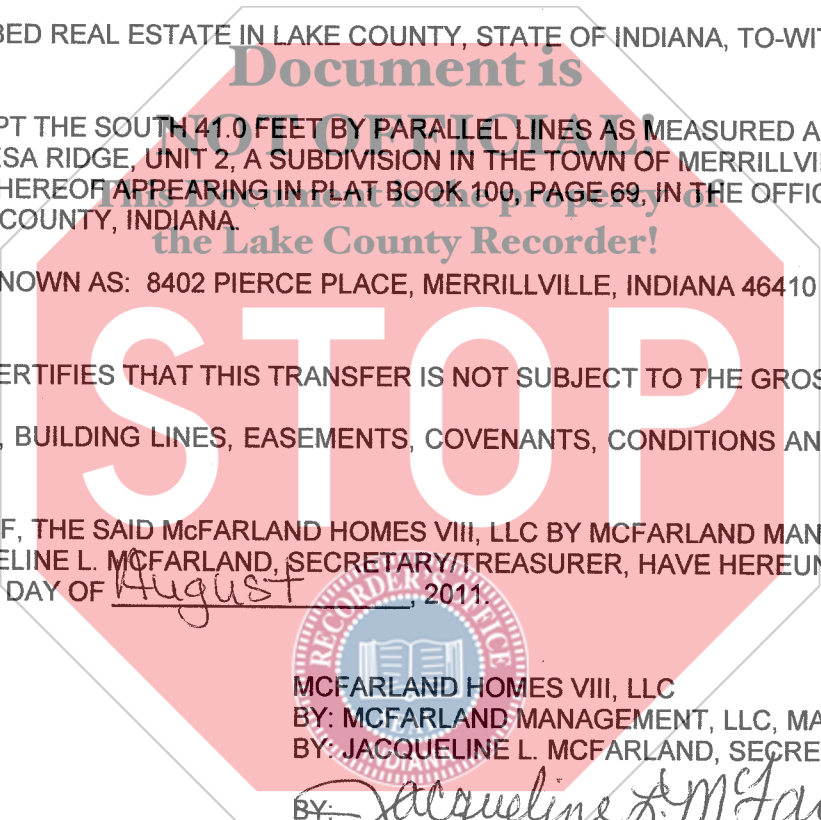 BED REAL ESTATE IN LAKE COUNTY, STATE OF INDIANA, TO-WIT
Document is
NOT OFFICIAL!
PT THE SOUTH 41.0 FEET BY PARALLEL LINES AS MEASURED A
ESA RIDGE, UNIT 2, A SUBDIVISION IN THE TOWN OF MERRILLVI
HEREOF APPEARING IN PLAT BOOK 100, PAGE 69, IN THE OFFIC
This Document is the property of
COUNTY, INDIANA.
the Lake County Recorder!
NOWN AS: 8402 PIERCE PLACE, MERRILLVILLE, INDIANA 46410
STOP
ERTIFIES THAT THIS TRANSFER IS NOT SUBJECT TO THE GROS
, BUILDING LINES, EASEMENTS, COVENANTS, CONDITIONS AN
F, THE SAID McFARLAND HOMES VIII, LLC BY MCFARLAND MAN
ELINE L. MCFARLAND, SECRETARY/TREASURER, HAVE HEREUN
DAY OF August, 2011.
RECORDER'S OFFICE
INDIANA
MCFARLAND HOMES VIII, LLC
BY: MCFARLAND MANAGEMENT, LLC, MA
BY: JACQUELINE L. MCFARLAND, SECRE
BY: Jacqueline L. McFa